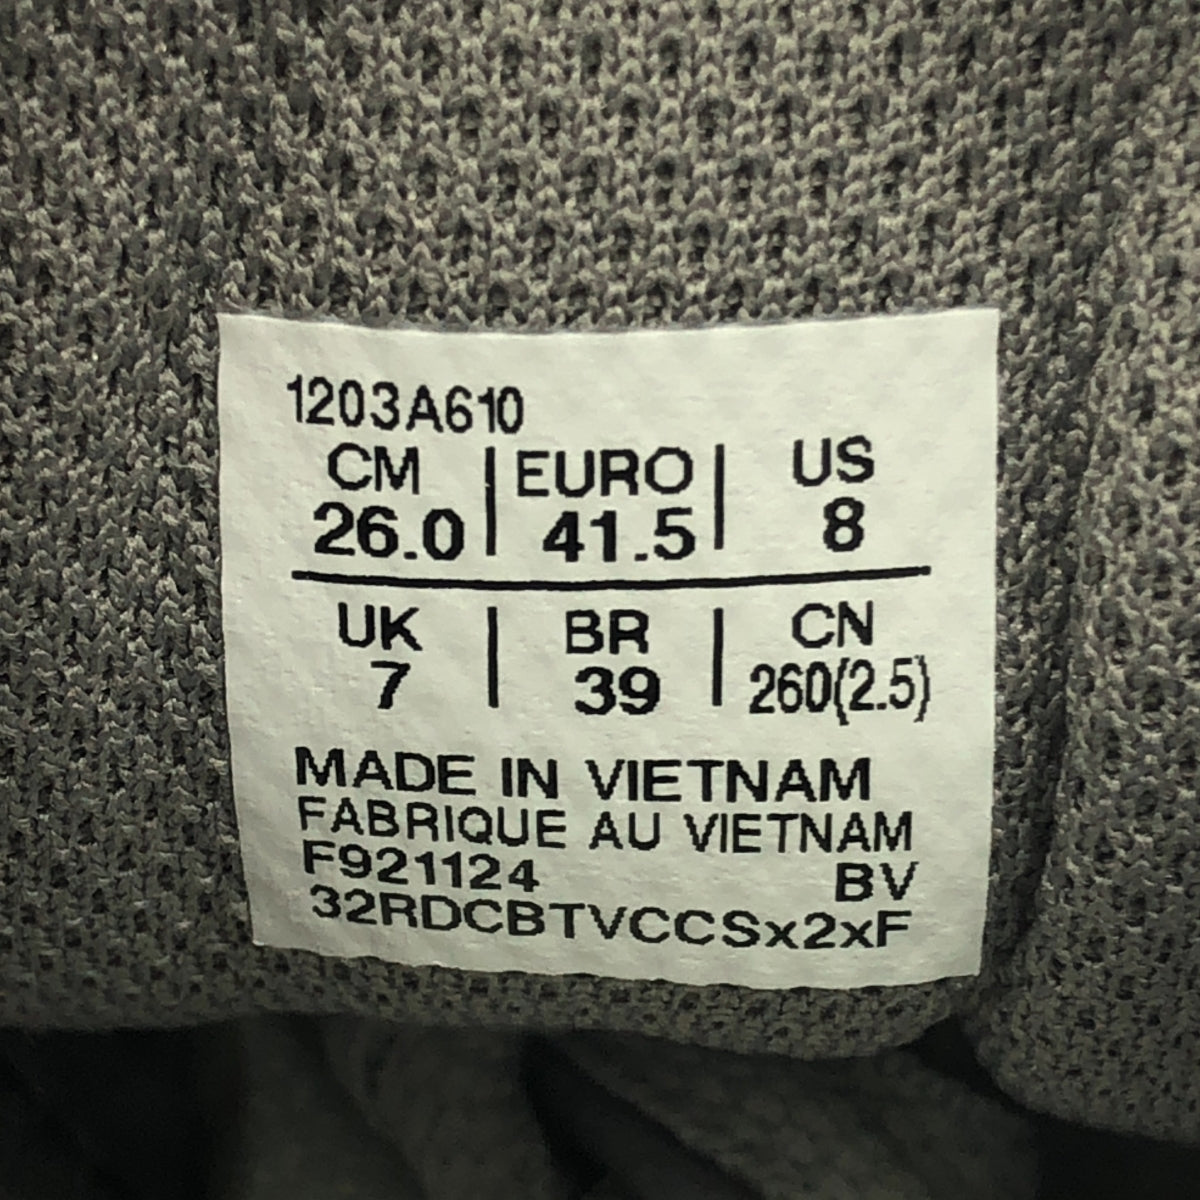 1203A610
CM | EURO | US
26.0 | 41.5 | 8
UK | BR | CN
7 | 39 | 260(2.5)
MADE IN VIETNAM
FABRIQUE AU VIETNAM
F921124 BV
32RDCBTVCCSx2xF